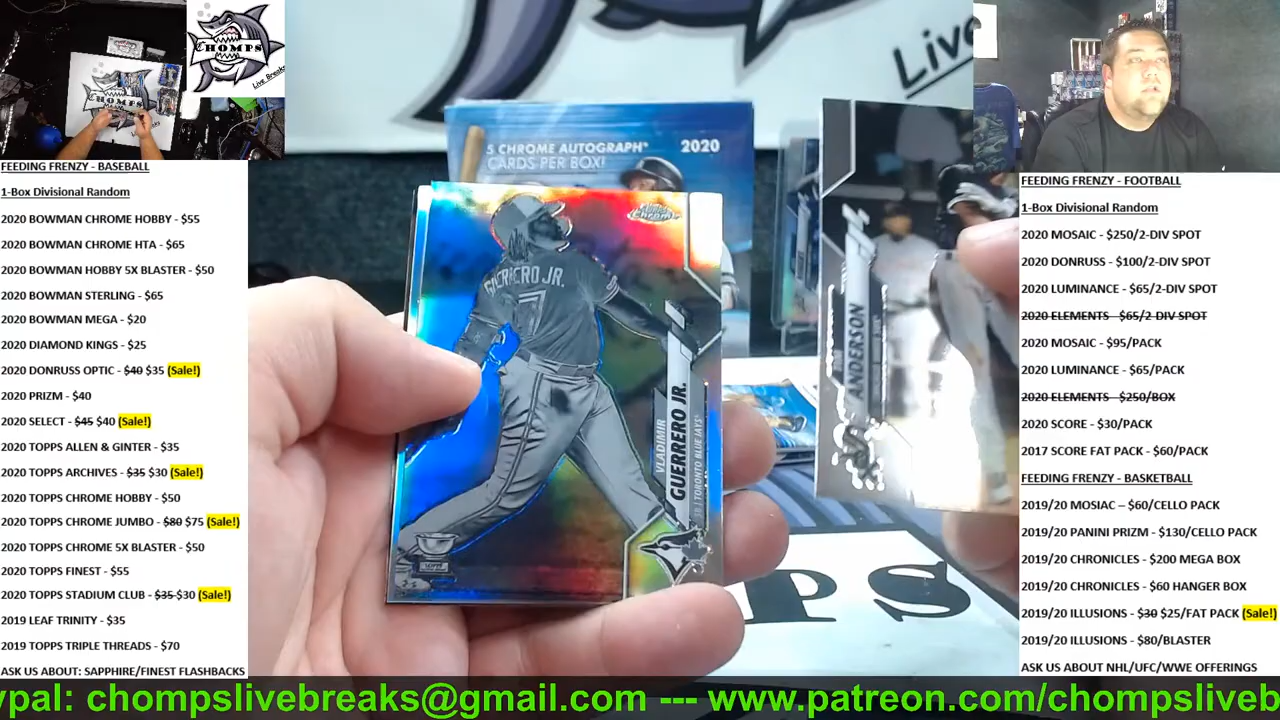 CHOMPS
Live Breaks
FEEDING FRENZY - BASEBALL
1-Box Divisional Random
2020 BOWMAN CHROME HOBBY - $55
2020 BOWMAN CHROME HTA - $65
2020 BOWMAN HOBBY 5X BLASTER - $50
2020 BOWMAN STERLING - $65
2020 BOWMAN MEGA - $20
2020 DIAMOND KINGS - $25
2020 DONRUSS OPTIC - $40 $35 (Sale!)
2020 PRIZM - $40
2020 SELECT - $45 $40 (Sale!)
2020 TOPPS ALLEN & GINTER - $35
2020 TOPPS ARCHIVES - $35 $30 (Sale!)
2020 TOPPS CHROME HOBBY - $50
2020 TOPPS CHROME JUMBO - $80 $75 (Sale!)
2020 TOPPS CHROME 5X BLASTER - $50
2020 TOPPS FINEST - $55
2020 TOPPS STADIUM CLUB - $35 $30 (Sale!)
2019 LEAF TRINITY - $35
2019 TOPPS TRIPLE THREADS - $70
ASK US ABOUT: SAPPHIRE/FINEST FLASHBACKS
Live
5 CHROME AUTOGRAPH
CARDS PER BOX!
2020
Topps Chrome
GUERRERO JR.
VLADIMIR
GUERRERO JR.
TORONTO BLUE JAYS
TOPPS
ANDERSON
PS
FEEDING FRENZY - FOOTBALL
1-Box Divisional Random
2020 MOSAIC - $250/2-DIV SPOT
2020 DONRUSS - $100/2-DIV SPOT
2020 LUMINANCE - $65/2-DIV SPOT
2020 ELEMENTS - $65/2-DIV SPOT
2020 MOSAIC - $95/PACK
2020 LUMINANCE - $65/PACK
2020 ELEMENTS - $250/BOX
2020 SCORE - $30/PACK
2017 SCORE FAT PACK - $60/PACK
FEEDING FRENZY - BASKETBALL
2019/20 MOSIAC – $60/CELLO PACK
2019/20 PANINI PRIZM - $130/CELLO PACK
2019/20 CHRONICLES - $200 MEGA BOX
2019/20 CHRONICLES - $60 HANGER BOX
2019/20 ILLUSIONS - $30 $25/FAT PACK (Sale!)
2019/20 ILLUSIONS - $80/BLASTER
ASK US ABOUT NHL/UFC/WWE OFFERINGS
ypal: chompslivebreaks@gmail.com --- www.patreon.com/chompsliveb